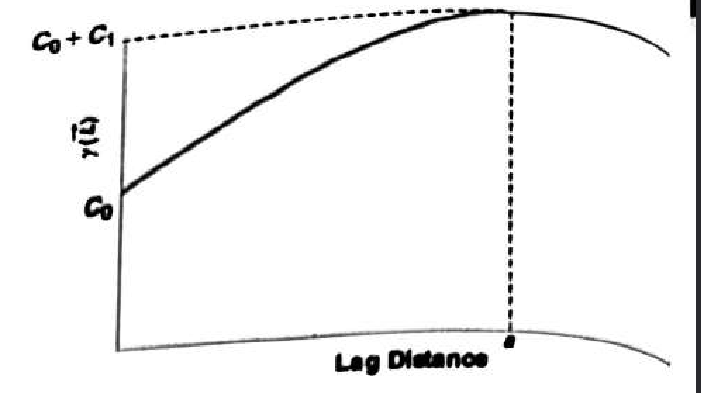 C₀ + C₁
γ(L̄)
C₀
Lag Distance
a